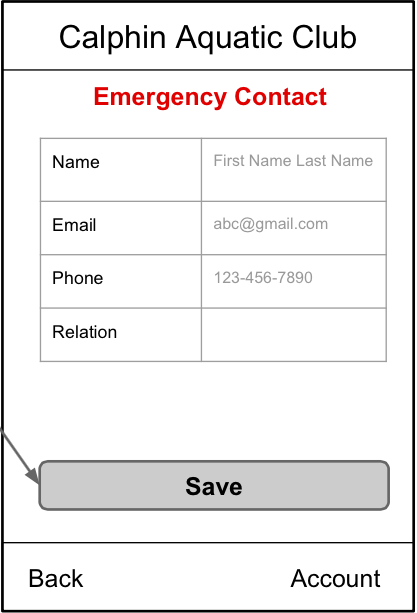 Calphin Aquatic Club
Emergency Contact
Name First Name Last Name
Email abc@gmail.com
Phone 123-456-7890
Relation
Save
Back Account